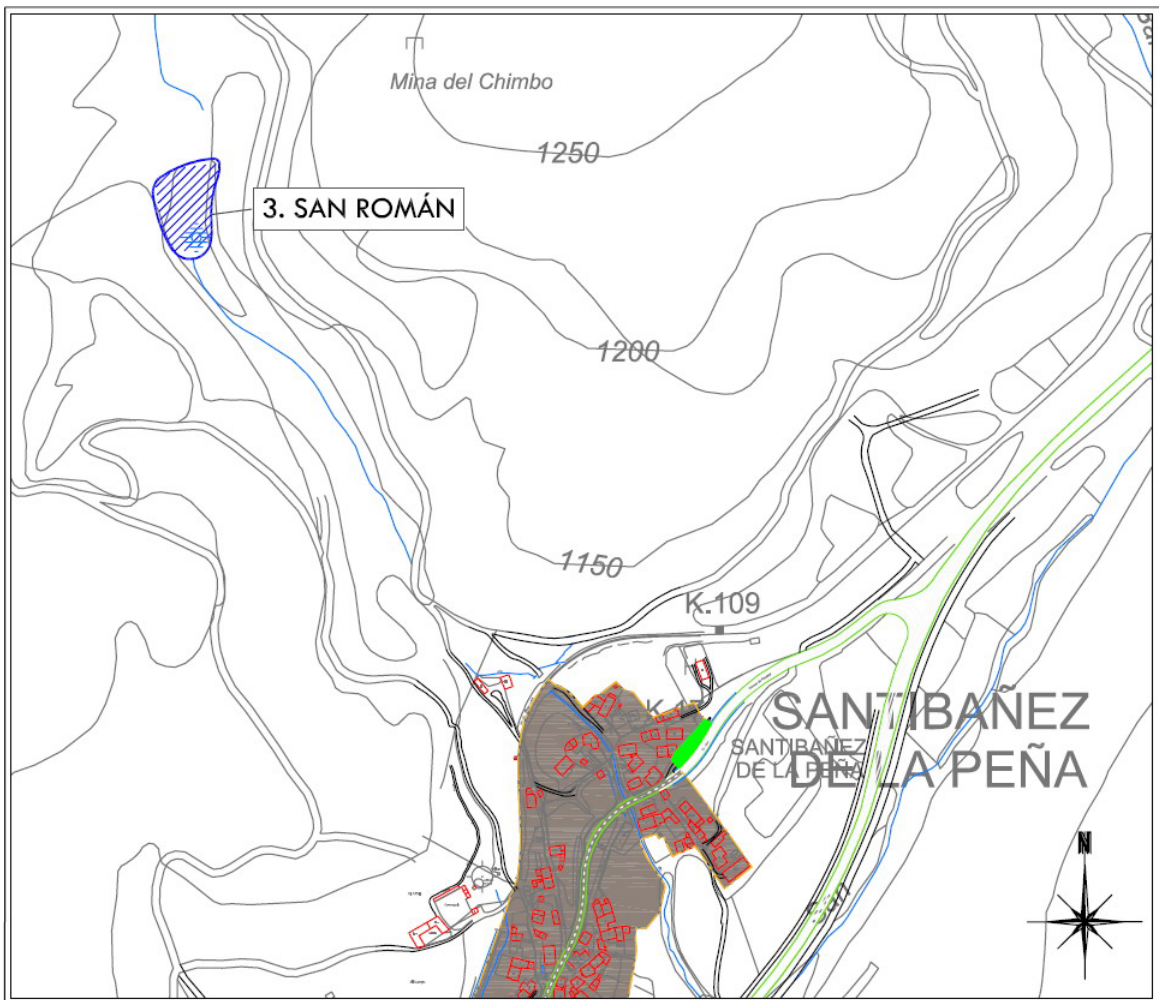 Mina del Chimbo
1250
3. SAN ROMÁN
1200
1150
K.109
SANTIBAÑEZ
DE LA PEÑA
SANTIBAÑEZ
DE LA PEÑA
N